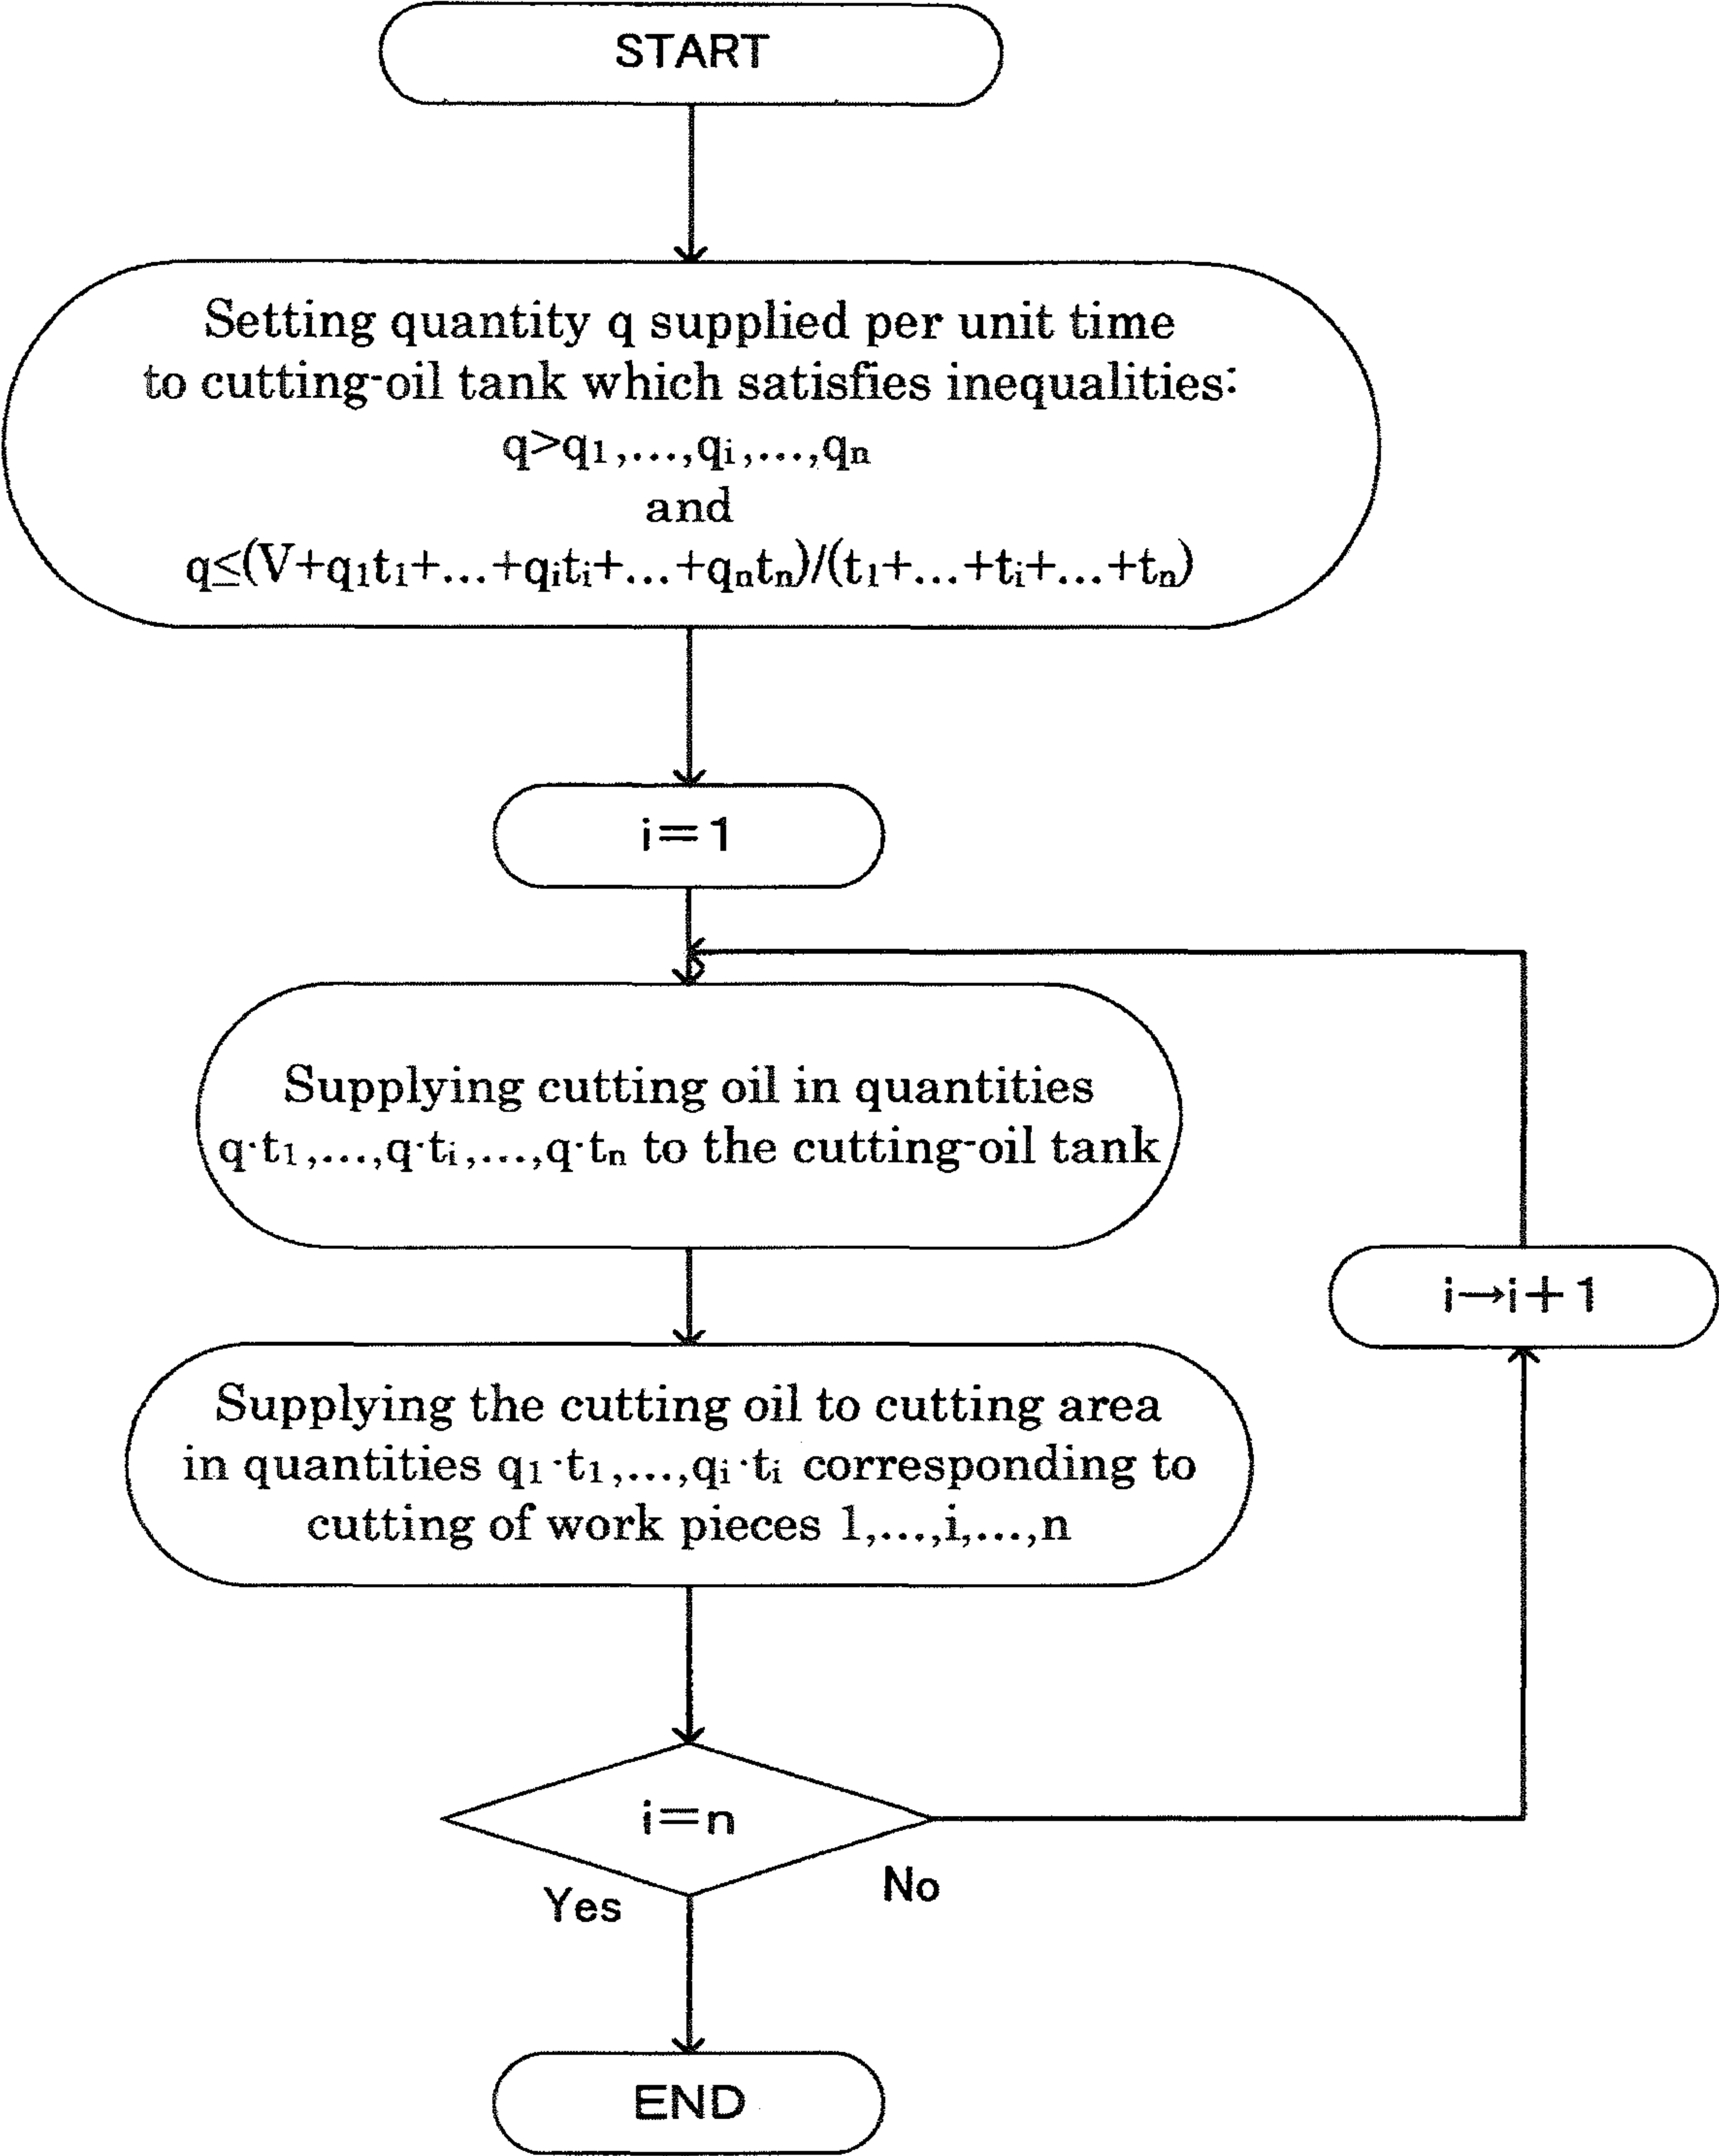 START
Setting quantity q supplied per unit time
to cutting-oil tank which satisfies inequalities:
q>q₁,...,qᵢ,...,qₙ
and
q≤(V+q₁t₁+...+qᵢtᵢ+...+qₙtₙ)/(t₁+...+tᵢ+...+tₙ)
i=1
Supplying cutting oil in quantities
q·t₁,...,q·tᵢ,...,q·tₙ to the cutting-oil tank
i→i+1
Supplying the cutting oil to cutting area
in quantities q₁·t₁,...,qᵢ·tᵢ corresponding to
cutting of work pieces 1,...,i,...,n
i=n
No
Yes
END